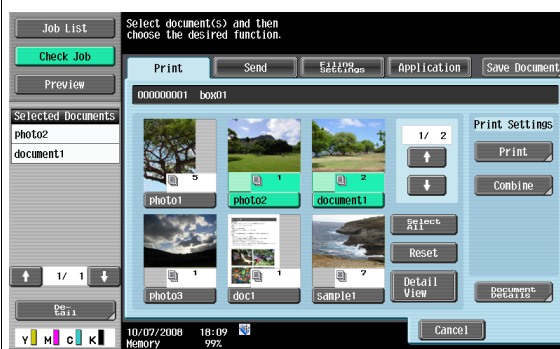 Job List
Check Job
Preview
Selected Documents
photo2
document1
1/ 1
De-
tail
Y M C K
Select document(s) and then
choose the desired function.
Print
Send
Filing
Settings
Application
Save Document
000000001 box01
5
photo1
1
photo2
2
document1
1
photo3
1
doc1
7
sample1
1/ 2
Select
All
Reset
Detail
View
Print Settings
Print
Combine
Document
Details
Cancel
10/07/2008 18:09
Memory 99%